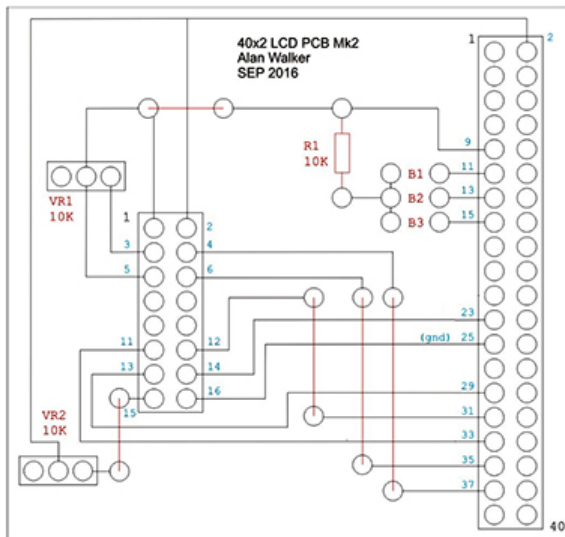 40x2 LCD PCB Mk2
Alan Walker
SEP 2016
1
2
9
R1
10K
B1
11
B2
13
B3
15
VR1
10K
1
2
3
4
5
6
23
(gnd) 25
11
12
13
14
15
16
29
31
33
35
37
VR2
10K
40